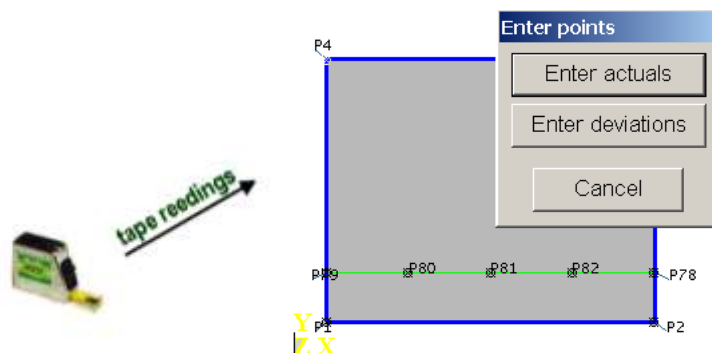 Enter points
Enter actuals
Enter deviations
Cancel
P4
tape reedings
P79
P80
P81
P82
P78
P1
P2
Y
Z X